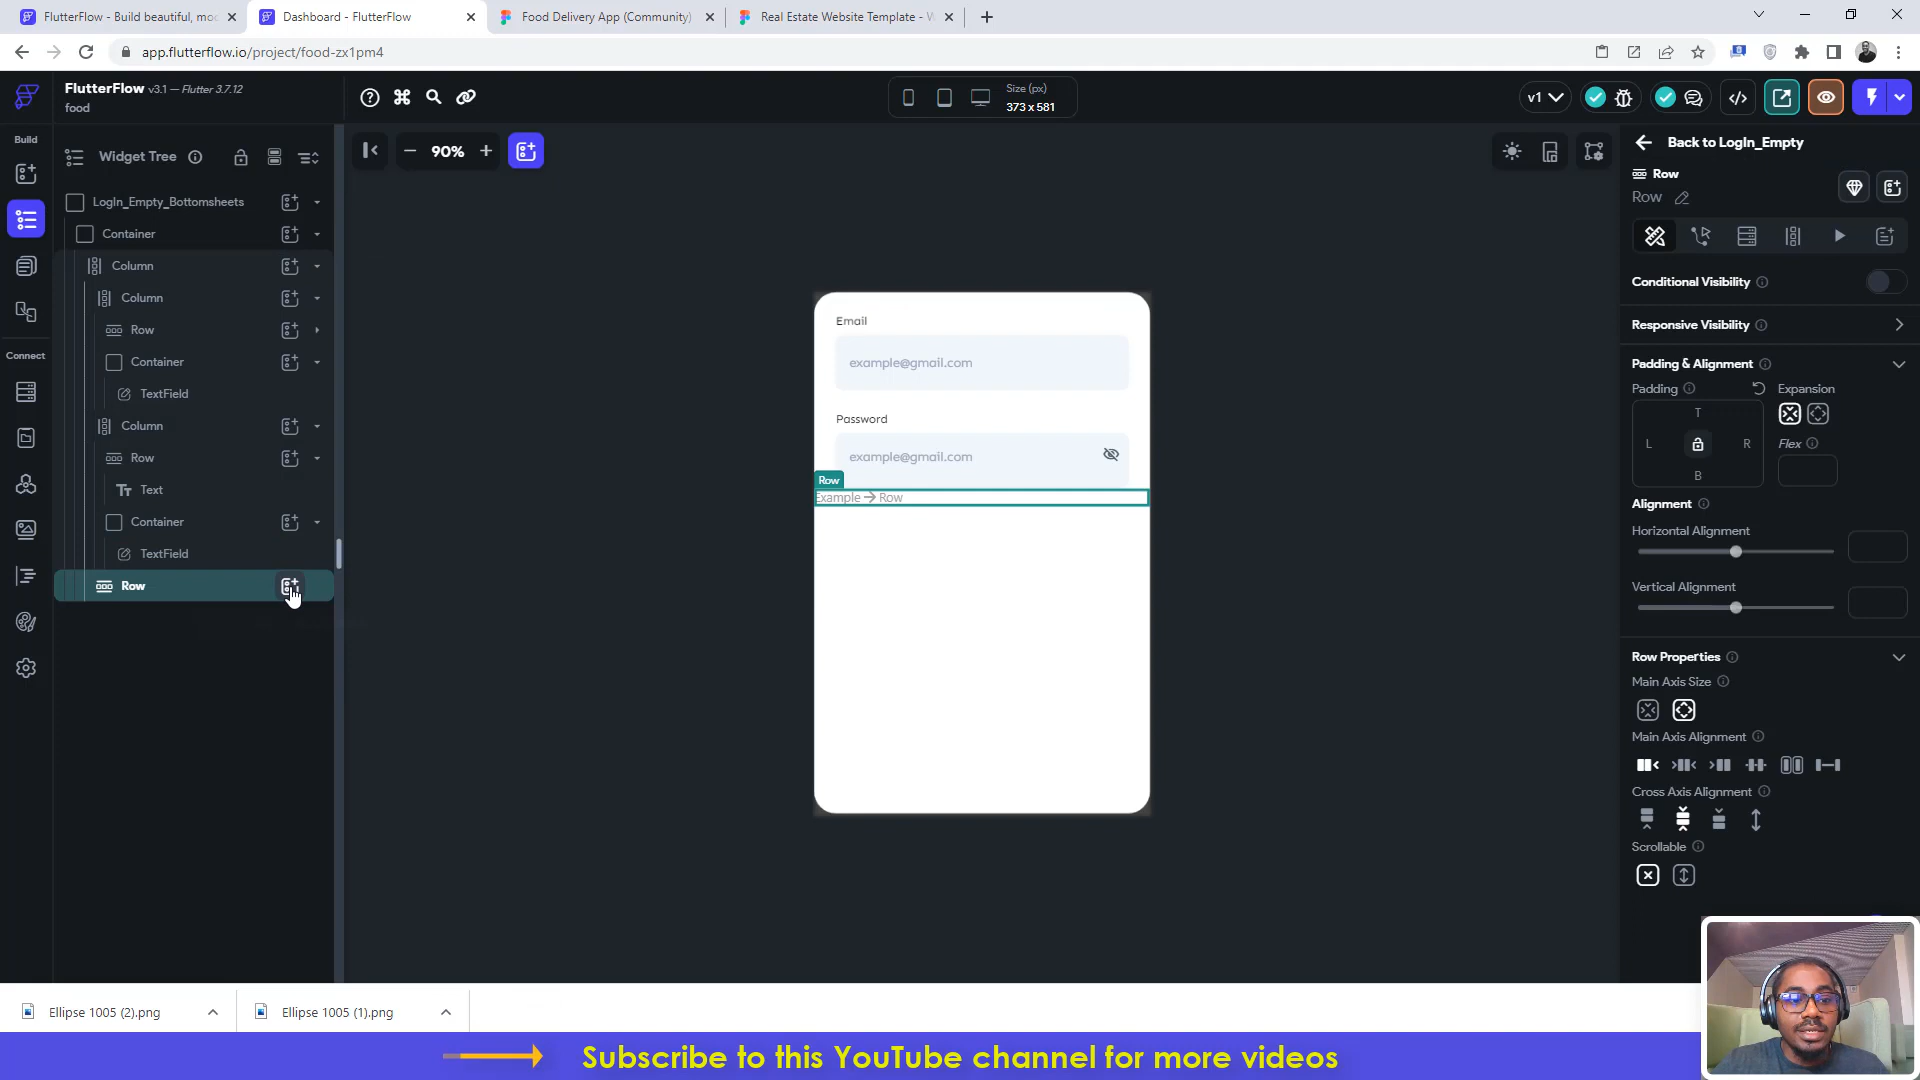 FlutterFlow - Build beautiful, moc
Dashboard - FlutterFlow
Food Delivery App (Community)
Real Estate Website Template - W
app.flutterflow.io/project/food-zx1pm4
FlutterFlow v3.1 — Flutter 3.7.12
food
Size (px)
373 x 581
v1
Build
Widget Tree
90%
Back to LogIn_Empty
Row
Row
LogIn_Empty_Bottomsheets
Container
Column
Column
Row
Container
TextField
Column
Row
Text
Container
TextField
Row
Connect
Email
example@gmail.com
Password
example@gmail.com
Row
Example → Row
Conditional Visibility
Responsive Visibility
Padding & Alignment
Padding
Expansion
T
L
R
B
Flex
Alignment
Horizontal Alignment
Vertical Alignment
Row Properties
Main Axis Size
Main Axis Alignment
Cross Axis Alignment
Scrollable
Ellipse 1005 (2).png
Ellipse 1005 (1).png
Subscribe to this YouTube channel for more videos